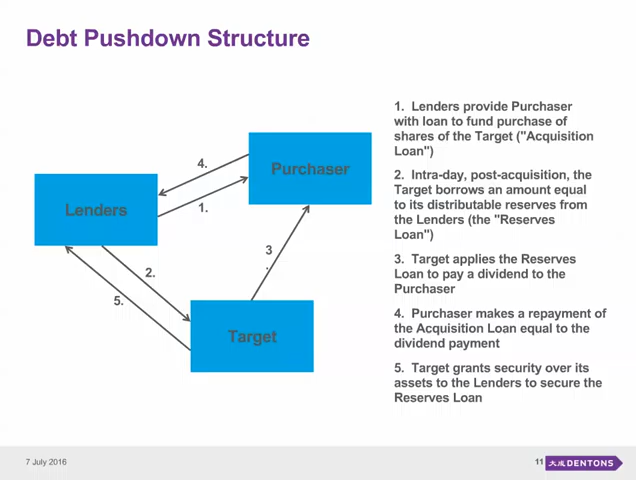 Debt Pushdown Structure
1. Lenders provide Purchaser
with loan to fund purchase of
shares of the Target ("Acquisition
Loan")
2. Intra-day, post-acquisition, the
Target borrows an amount equal
to its distributable reserves from
the Lenders (the "Reserves
Loan")
3. Target applies the Reserves
Loan to pay a dividend to the
Purchaser
4. Purchaser makes a repayment of
the Acquisition Loan equal to the
dividend payment
5. Target grants security over its
assets to the Lenders to secure the
Reserves Loan
Purchaser
4.
Lenders
1.
3
.
2.
5.
Target
7 July 2016
11
大成 DENTONS